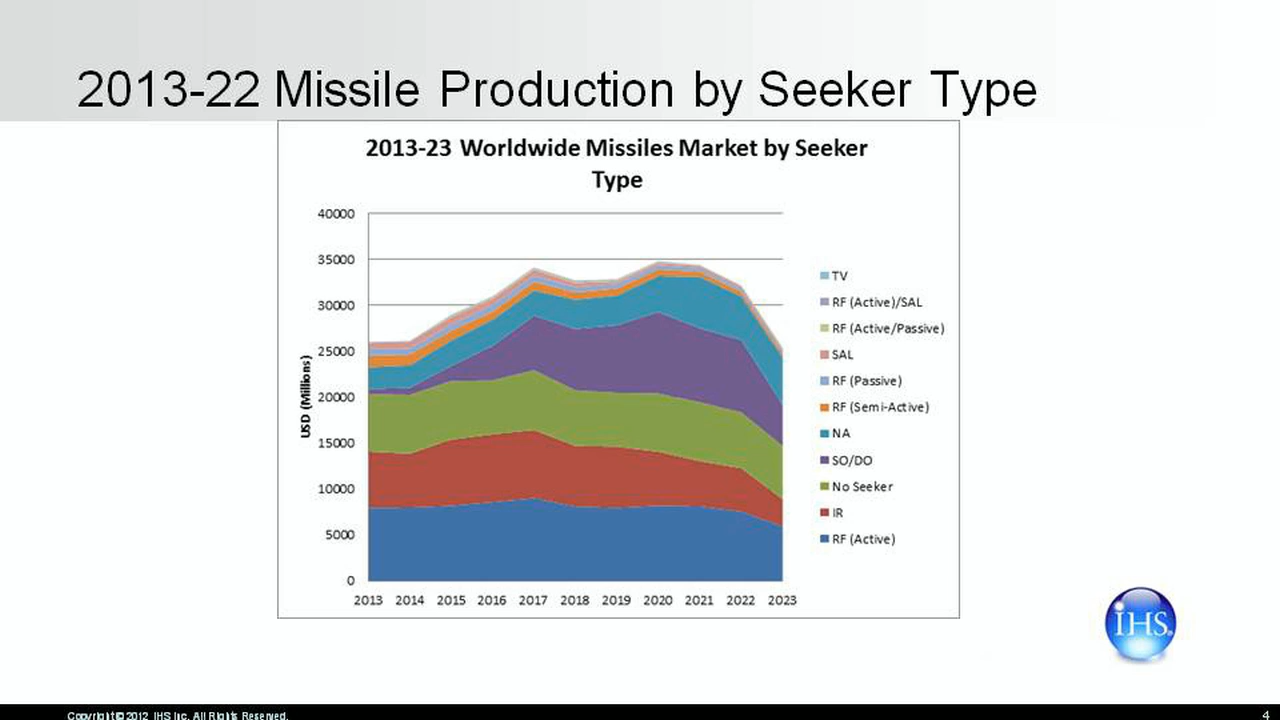 2013-22 Missile Production by Seeker Type
2013-23 Worldwide Missiles Market by Seeker
Type
USD (Millions)
40000
35000
30000
25000
20000
15000
10000
5000
0
2013 2014 2015 2016 2017 2018 2019 2020 2021 2022 2023
TV
RF (Active)/SAL
RF (Active/Passive)
SAL
RF (Passive)
RF (Semi-Active)
NA
SO/DO
No Seeker
IR
RF (Active)
IHS
Copyright © 2012 IHS Inc. All Rights Reserved.
4